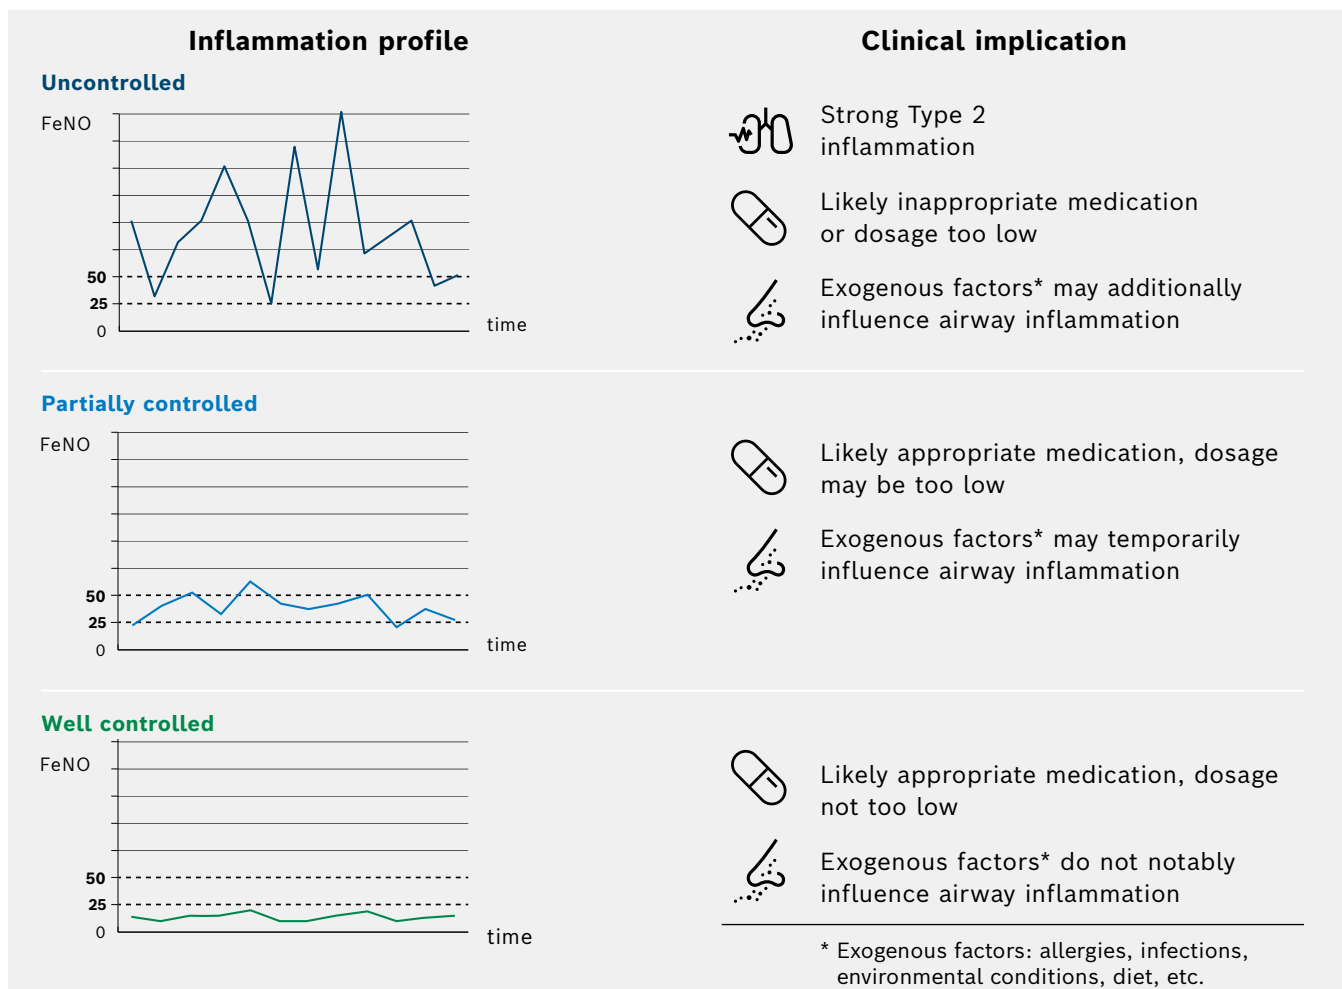 Inflammation profile
Clinical implication
Uncontrolled
FeNO
50
25
0
time
Strong Type 2
inflammation
Likely inappropriate medication
or dosage too low
Exogenous factors* may additionally
influence airway inflammation
Partially controlled
FeNO
50
25
0
time
Likely appropriate medication, dosage
may be too low
Exogenous factors* may temporarily
influence airway inflammation
Well controlled
FeNO
50
25
0
time
Likely appropriate medication, dosage
not too low
Exogenous factors* do not notably
influence airway inflammation
* Exogenous factors: allergies, infections,
environmental conditions, diet, etc.